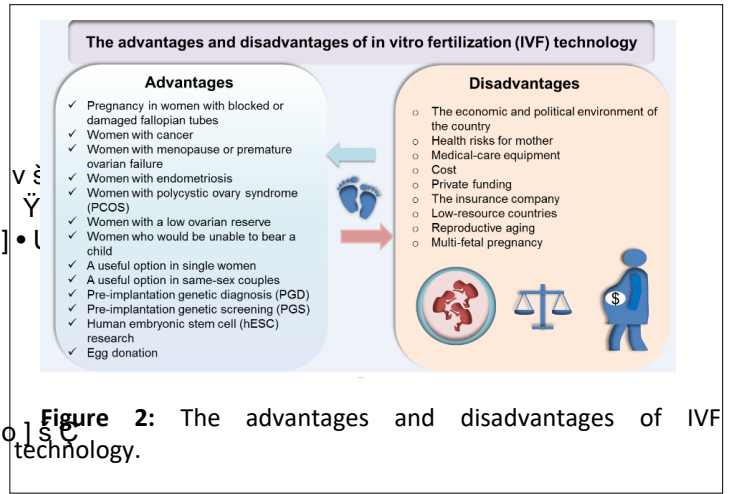 The advantages and disadvantages of in vitro fertilization (IVF) technology
Advantages
✓ Pregnancy in women with blocked or
damaged fallopian tubes
✓ Women with cancer
✓ Women with menopause or premature
ovarian failure
✓ Women with endometriosis
✓ Women with polycystic ovary syndrome
(PCOS)
✓ Women with a low ovarian reserve
✓ Women who would be unable to bear a
child
✓ A useful option in single women
✓ A useful option in same-sex couples
✓ Pre-implantation genetic diagnosis (PGD)
✓ Pre-implantation genetic screening (PGS)
✓ Human embryonic stem cell (hESC)
research
✓ Egg donation
Disadvantages
○ The economic and political environment of
the country
○ Health risks for mother
○ Medical-care equipment
○ Cost
○ Private funding
○ The insurance company
○ Low-resource countries
○ Reproductive aging
○ Multi-fetal pregnancy
$
Figure 2: The advantages and disadvantages of IVF
technology.